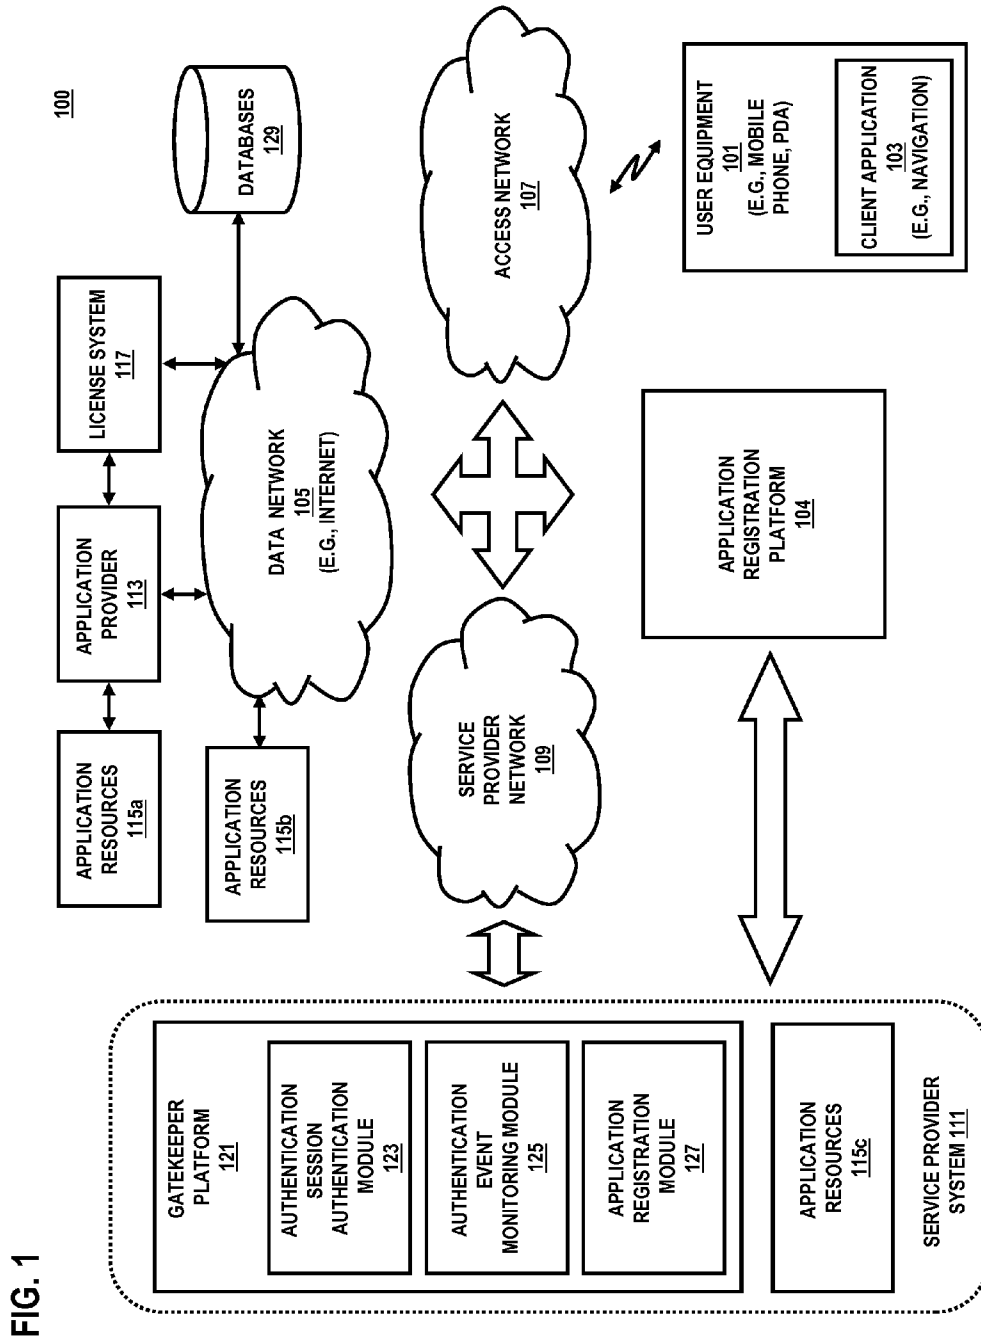 FIG. 1
100
APPLICATION
RESOURCES
115a
APPLICATION
PROVIDER
113
LICENSE SYSTEM
117
DATABASES
129
APPLICATION
RESOURCES
115b
DATA NETWORK
105
(E.G., INTERNET)
GATEKEEPER
PLATFORM
121
AUTHENTICATION
SESSION
AUTHENTICATION
MODULE
123
AUTHENTICATION
EVENT
MONITORING MODULE
125
APPLICATION
REGISTRATION
MODULE
127
SERVICE
PROVIDER
NETWORK
109
ACCESS NETWORK
107
APPLICATION
REGISTRATION
PLATFORM
104
USER EQUIPMENT
101
(E.G., MOBILE
PHONE, PDA)
CLIENT APPLICATION
103
(E.G., NAVIGATION)
APPLICATION
RESOURCES
115c
SERVICE PROVIDER
SYSTEM 111